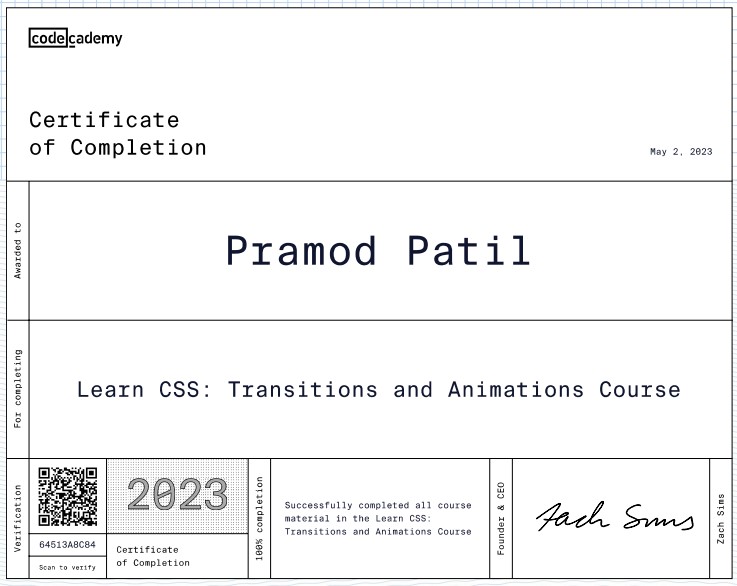 codecademy
Certificate
of Completion
May 2, 2023
Awarded to
Pramod Patil
For completing
Learn CSS: Transitions and Animations Course
Verification
64513A8C84
Scan to verify
2023
Certificate
of Completion
100% completion
Successfully completed all course
material in the Learn CSS:
Transitions and Animations Course
Founder & CEO
Zach Sims
Zach Sims